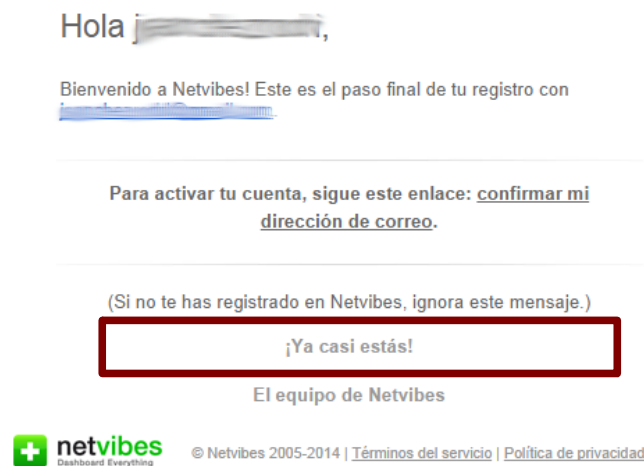 Hola
Bienvenido a Netvibes! Este es el paso final de tu registro con
Para activar tu cuenta, sigue este enlace: confirmar mi
dirección de correo.
(Si no te has registrado en Netvibes, ignora este mensaje.)
¡Ya casi estás!
El equipo de Netvibes
netvibes
Dashboard Everything
© Netvibes 2005-2014 | Términos del servicio | Política de privacidad